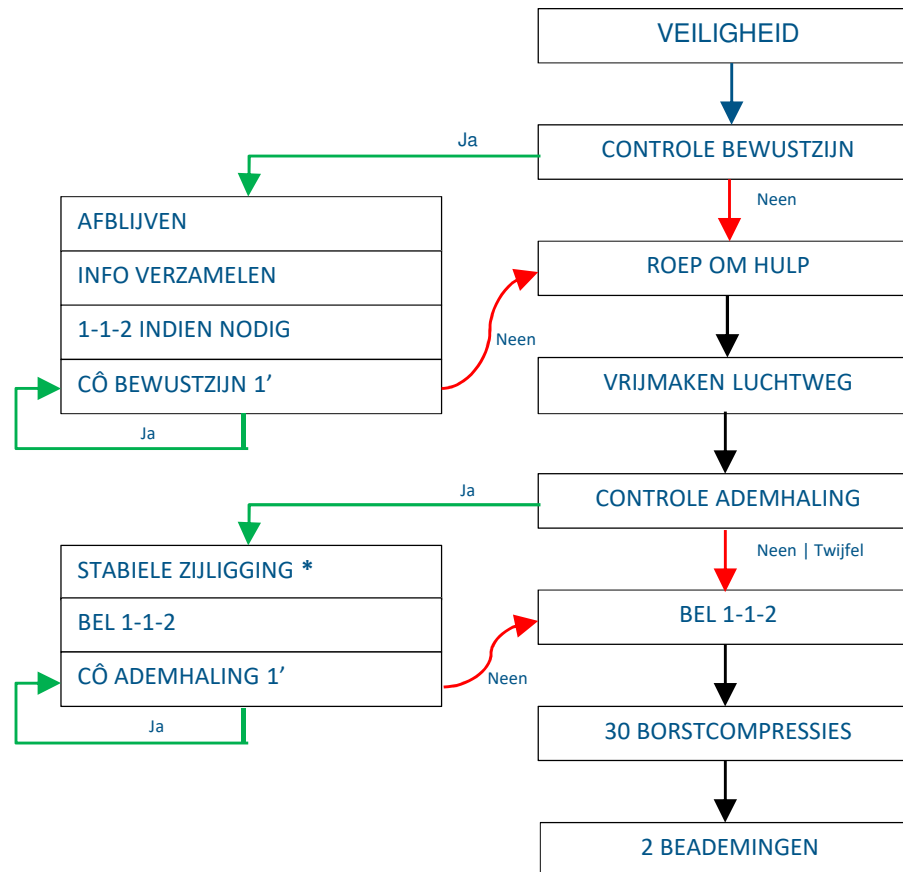 VEILIGHEID
CONTROLE BEWUSTZIJN
Ja
Neen
AFBLIJVEN
INFO VERZAMELEN
1-1-2 INDIEN NODIG
CÔ BEWUSTZIJN 1’
Ja
Neen
ROEP OM HULP
VRIJMAKEN LUCHTWEG
CONTROLE ADEMHALING
Ja
Neen | Twijfel
STABIELE ZIJLIGGING *
BEL 1-1-2
CÔ ADEMHALING 1’
Ja
Neen
BEL 1-1-2
30 BORSTCOMPRESSIES
2 BEADEMINGEN